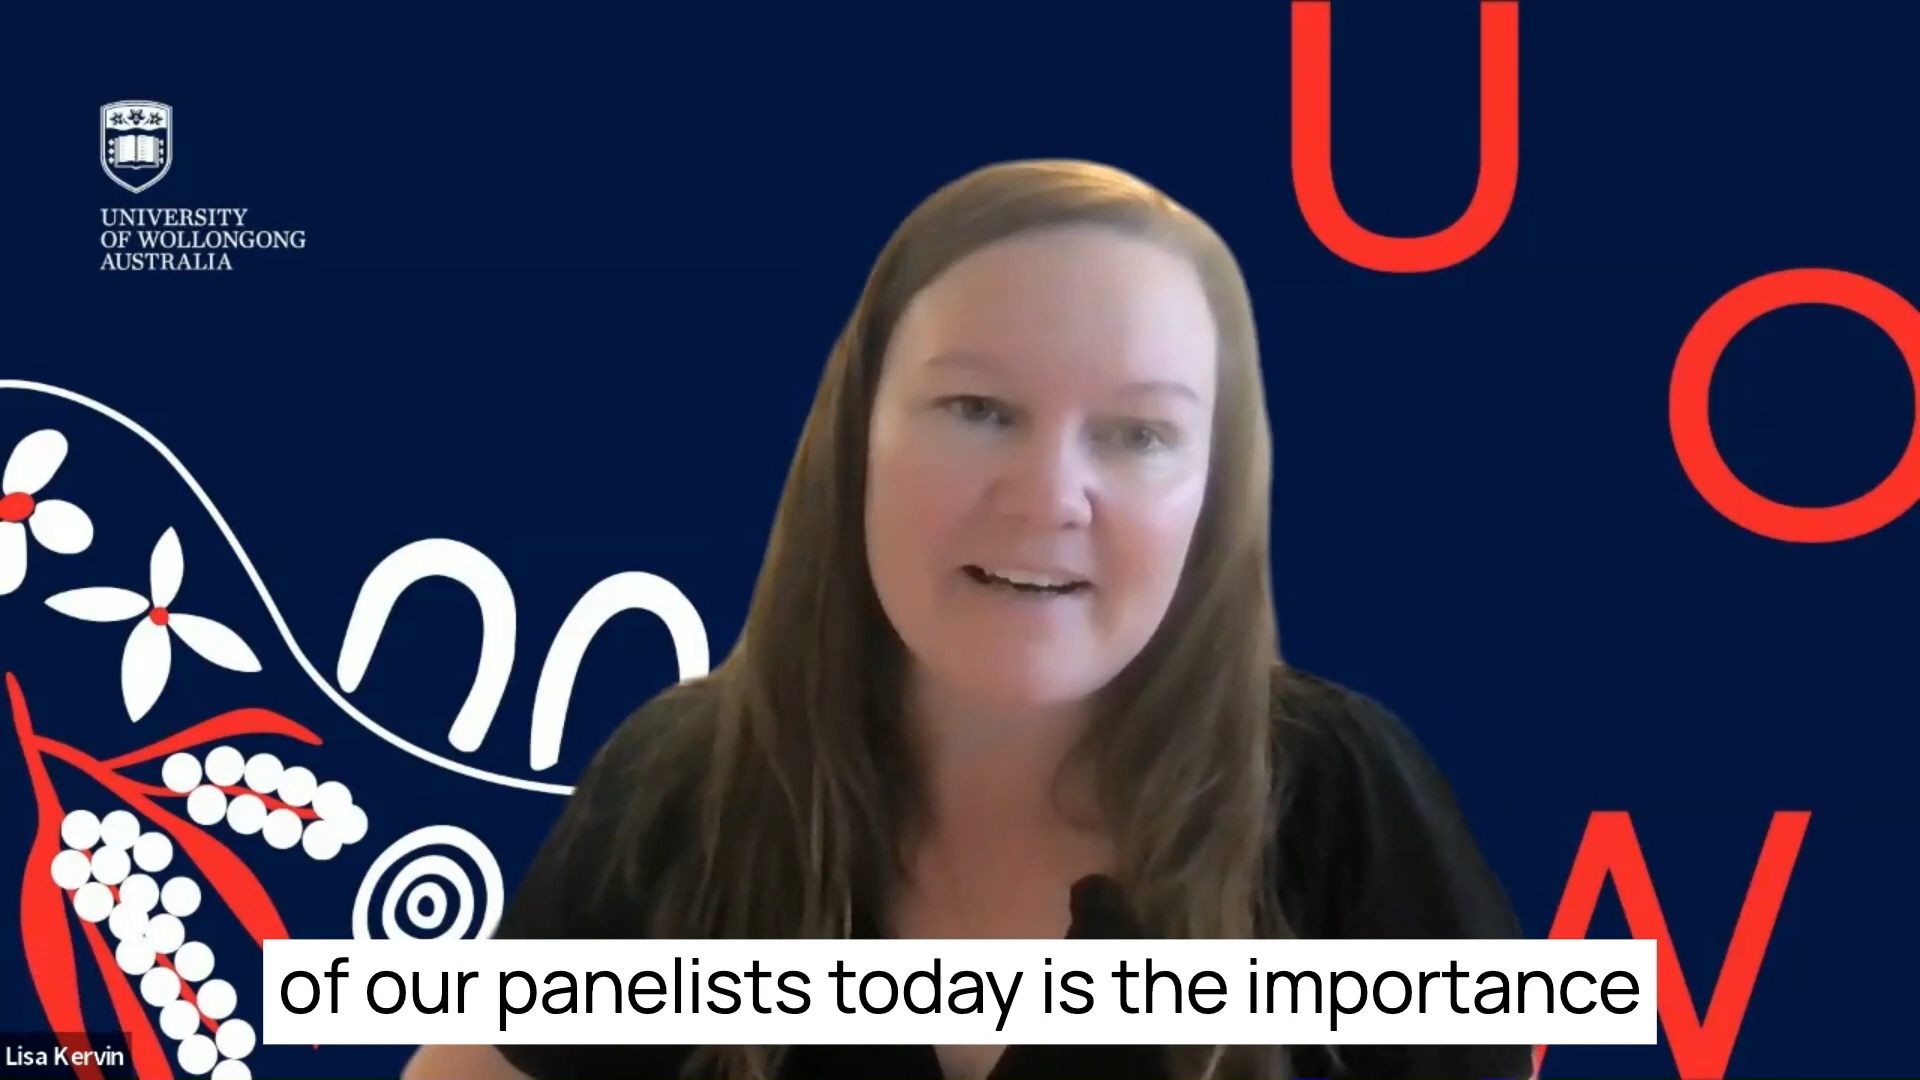 U
UNIVERSITY
OF WOLLONGONG
AUSTRALIA
O
W
of our panelists today is the importance
Lisa Kervin